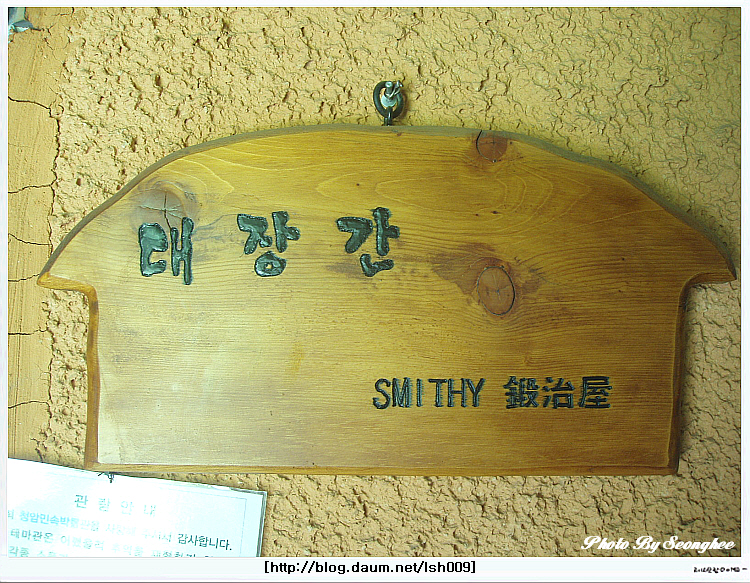 대장간
SMITHY 鍛治屋
관람안내
감사합니다.
Photo By Seonghee
[http://blog.daum.net/lsh009]